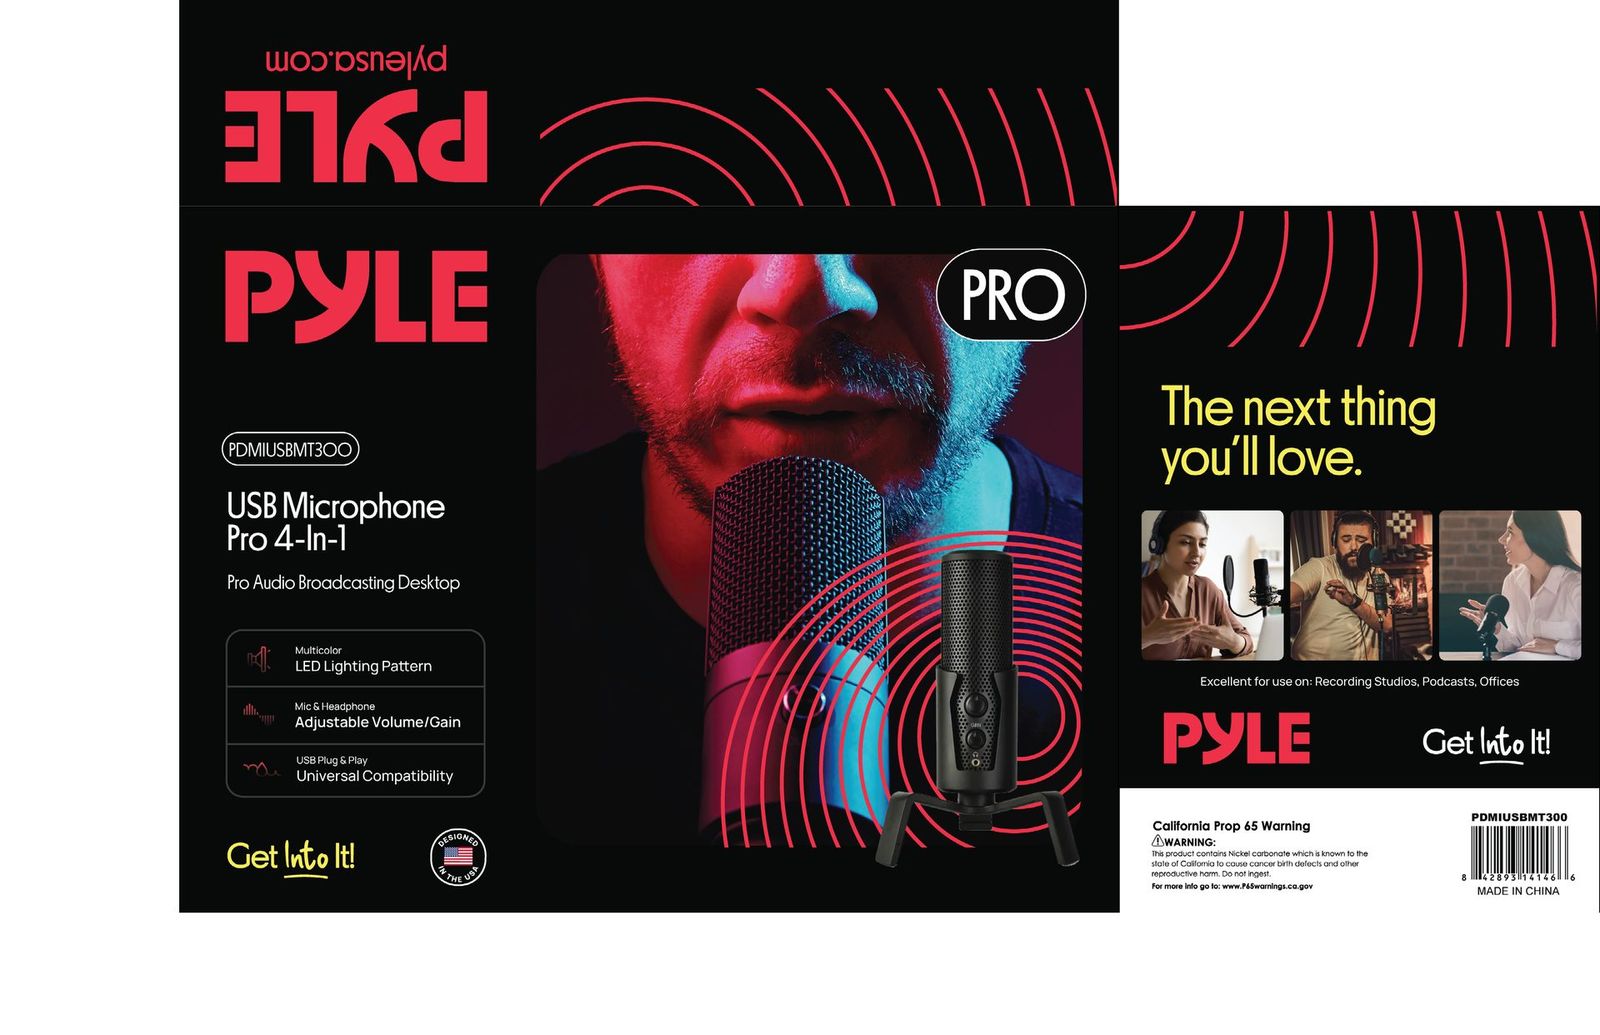 pyleusa.com
PYLE
PYLE
PRO
PDMIUSBMT300
USB Microphone
Pro 4-In-1
Pro Audio Broadcasting Desktop
Multicolor
LED Lighting Pattern
Mic & Headphone
Adjustable Volume/Gain
USB Plug & Play
Universal Compatibility
Get Into It!
DESIGNED
IN THE USA
GAIN
The next thing
you'll love.
Excellent for use on: Recording Studios, Podcasts, Offices
PYLE
Get Into It!
California Prop 65 Warning
⚠WARNING:
This product contains Nickel carbonate which is known to the
state of California to cause cancer birth defects and other
reproductive harm. Do not ingest.
For more info go to: www.P65warnings.ca.gov
PDMIUSBMT300
8 42893 14146 6
MADE IN CHINA